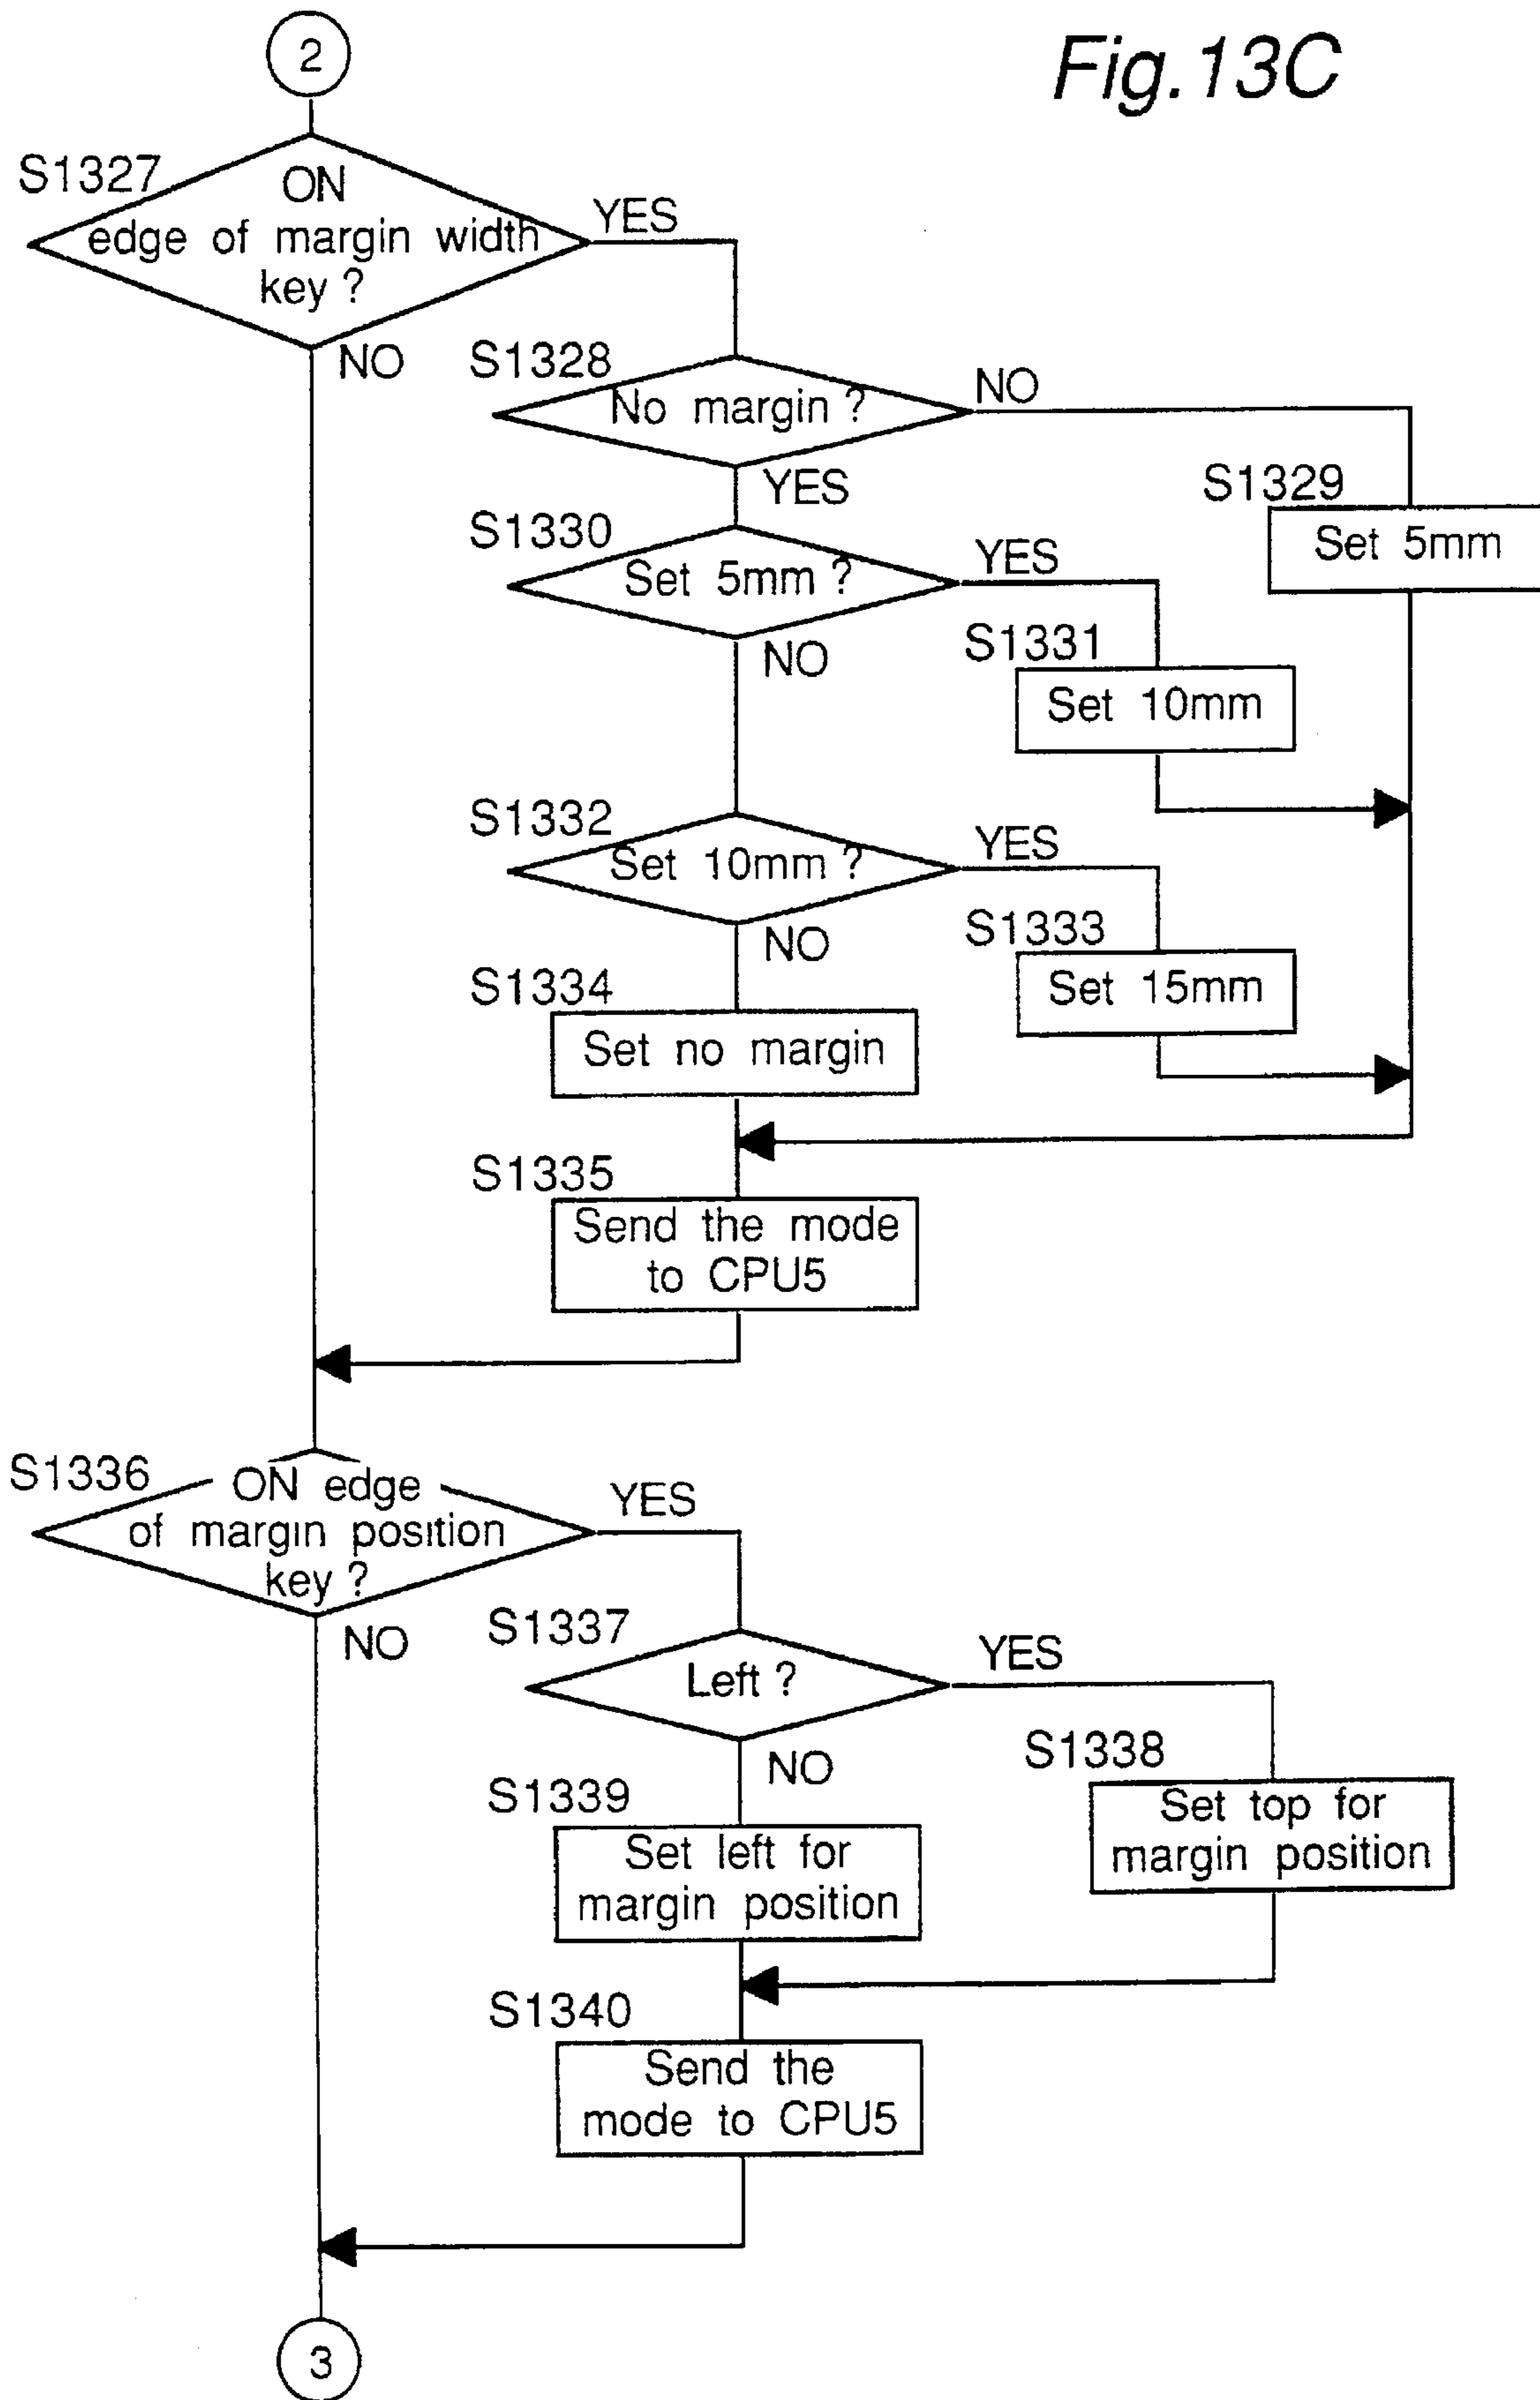 Fig.13C
2
S1327
ON
edge of margin width
key ?
YES
NO
S1328
No margin ?
NO
YES
S1329
Set 5mm
S1330
Set 5mm ?
YES
NO
S1331
Set 10mm
S1332
Set 10mm ?
YES
NO
S1333
Set 15mm
S1334
Set no margin
S1335
Send the mode
to CPU5
S1336
ON edge
of margin position
key ?
YES
NO
S1337
Left ?
YES
NO
S1338
Set top for
margin position
S1339
Set left for
margin position
S1340
Send the
mode to CPU5
3